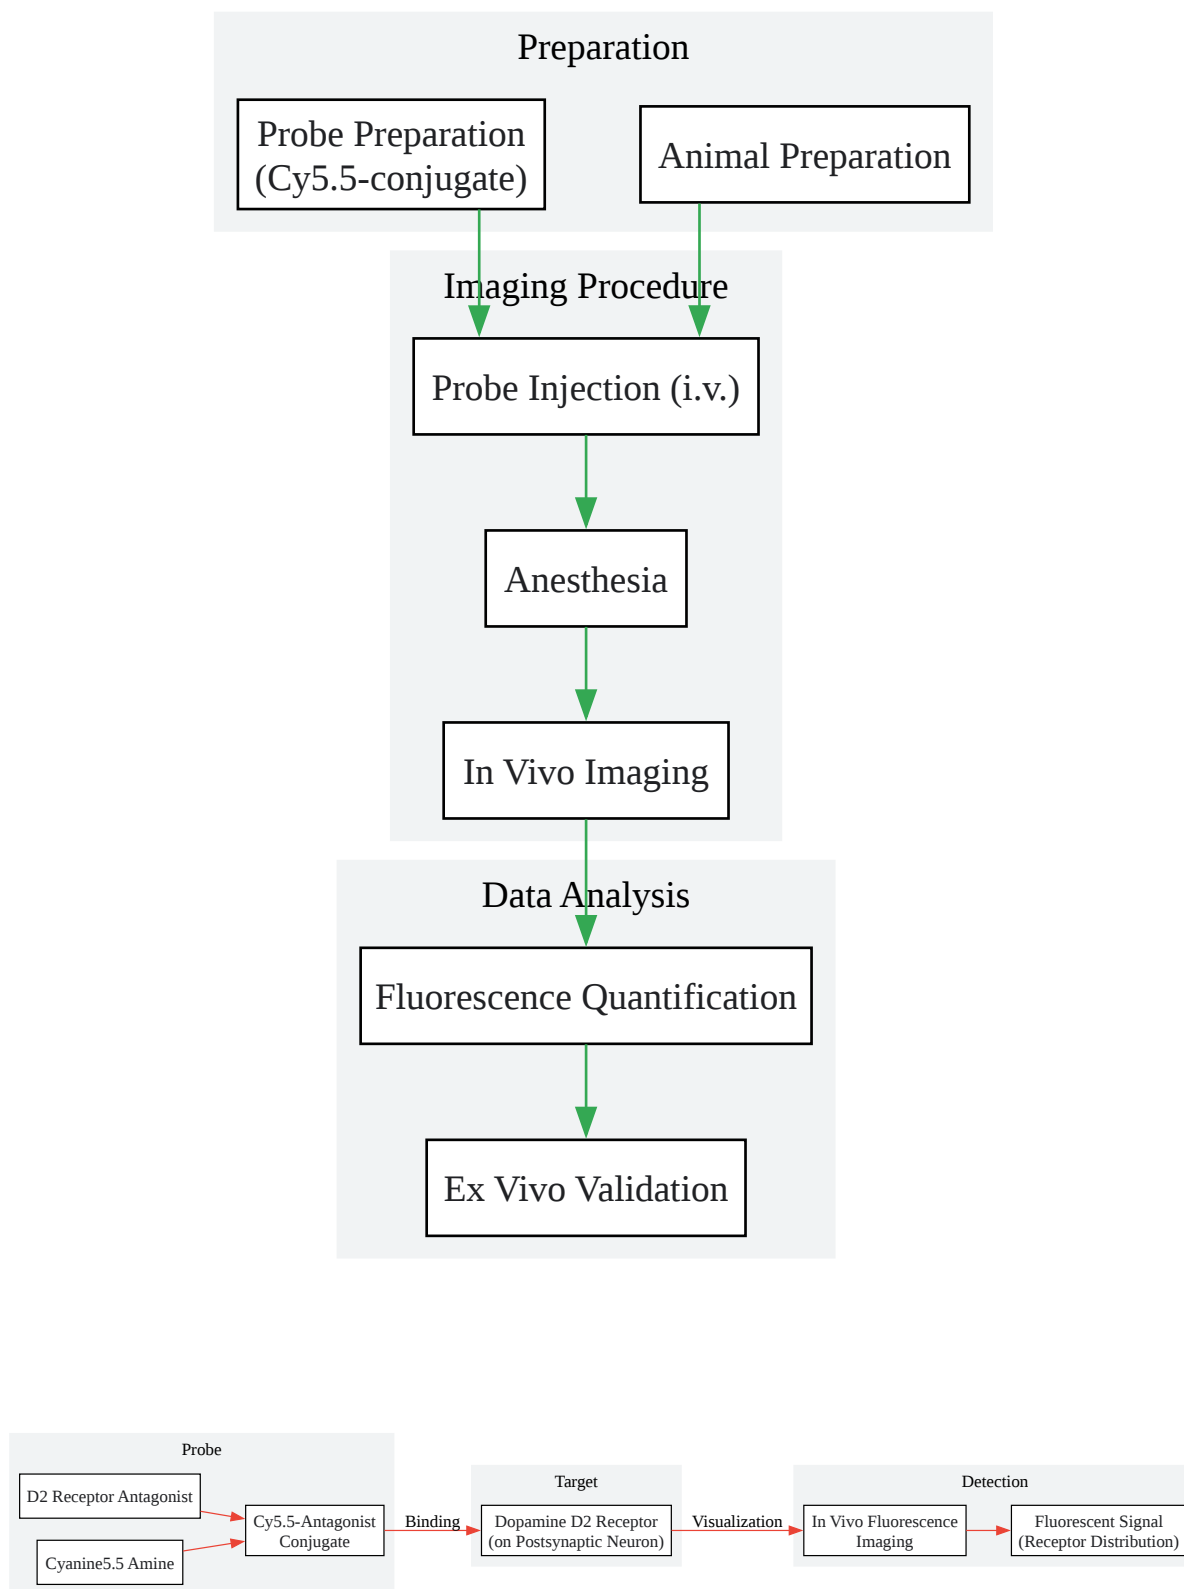 Preparation
Probe Preparation
(Cy5.5-conjugate)
Animal Preparation
Imaging Procedure
Probe Injection (i.v.)
Anesthesia
In Vivo Imaging
Data Analysis
Fluorescence Quantification
Ex Vivo Validation
Probe
D2 Receptor Antagonist
Cyanine5.5 Amine
Cy5.5-Antagonist
Conjugate
Binding
Target
Dopamine D2 Receptor
(on Postsynaptic Neuron)
Visualization
Detection
In Vivo Fluorescence
Imaging
Fluorescent Signal
(Receptor Distribution)